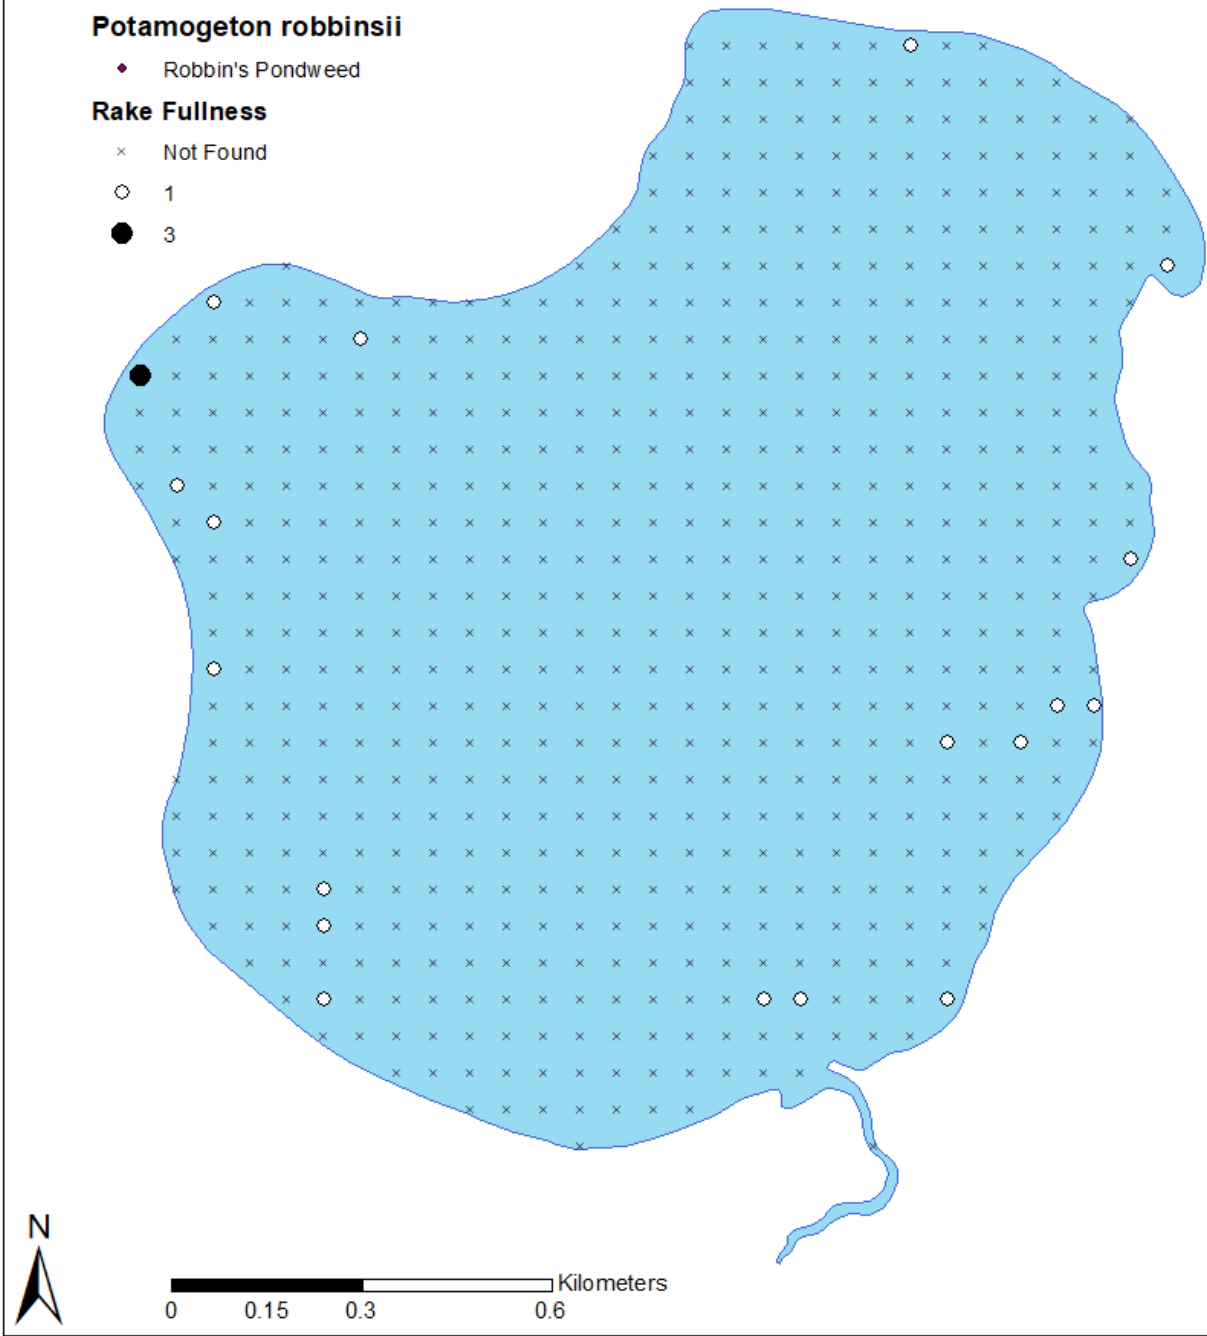 Potamogeton robbinsii
Robbin's Pondweed
Rake Fullness
Not Found
1
3
N
Kilometers
0 0.15 0.3 0.6